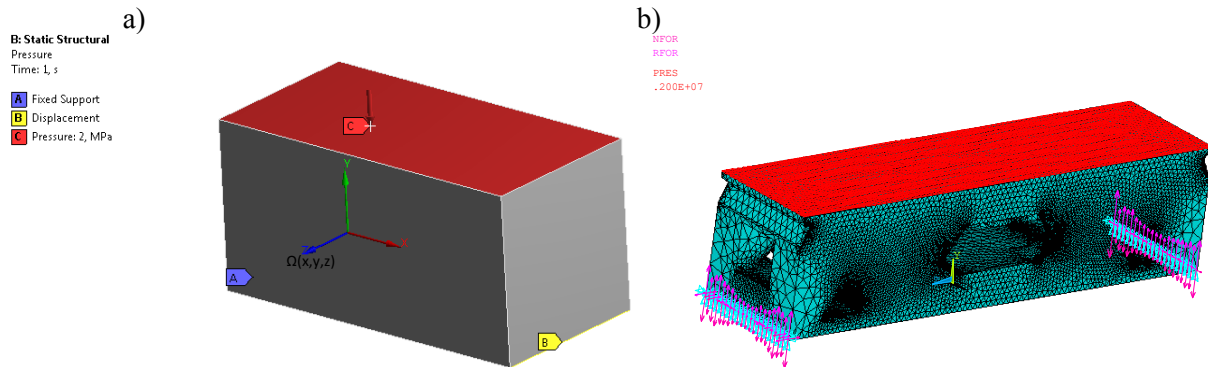 a)
B: Static Structural
Pressure
Time: 1, s
A Fixed Support
B Displacement
C Pressure: 2, MPa
C
Y
X
Z
Ω(x,y,z)
A
B
b)
NFOR
RFOR
PRES
.200E+07